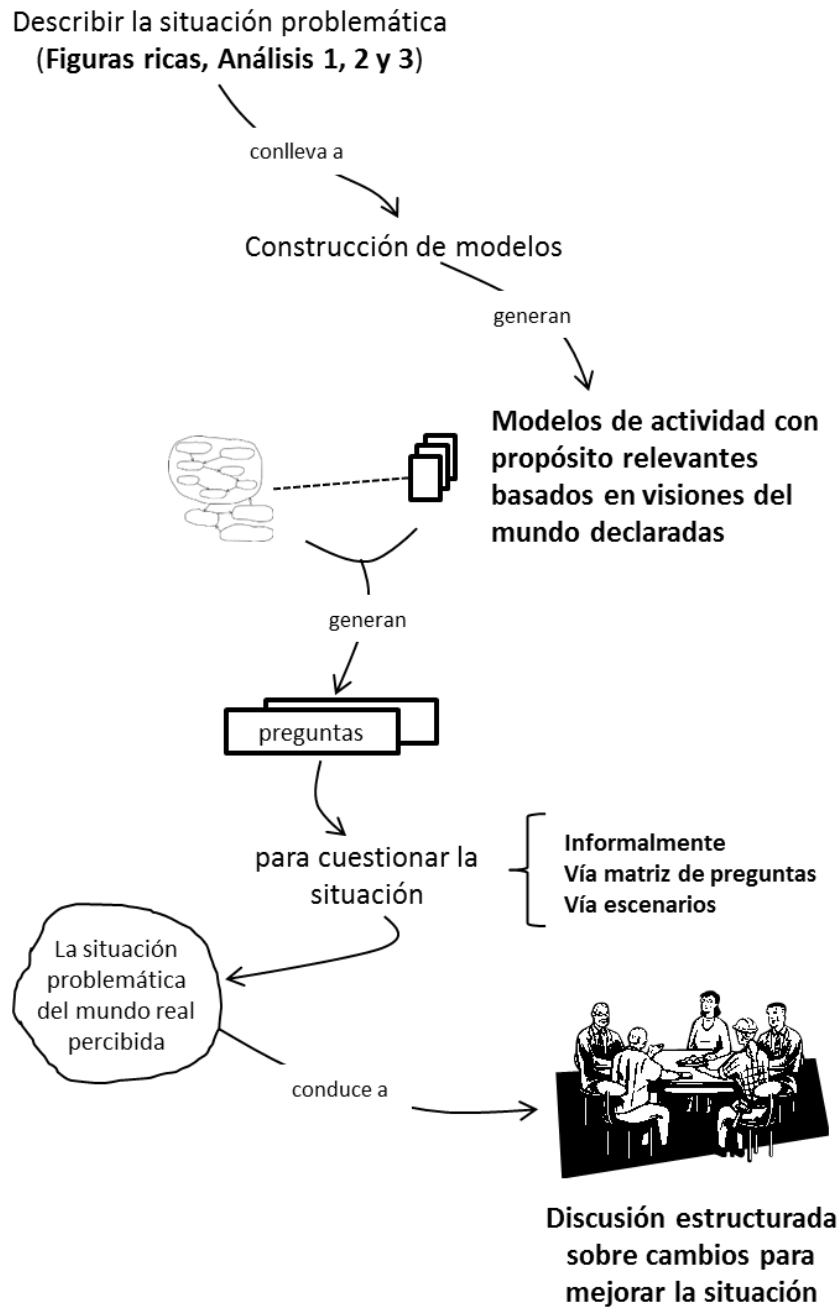 Describir la situación problemática
(Figuras ricas, Análisis 1, 2 y 3)
conlleva a
Construcción de modelos
generan
Modelos de actividad con
propósito relevantes
basados en visiones del
mundo declaradas
generan
preguntas
para cuestionar la
situación
Informalmente
Vía matriz de preguntas
Vía escenarios
La situación
problemática
del mundo real
percibida
conduce a
Discusión estructurada
sobre cambios para
mejorar la situación